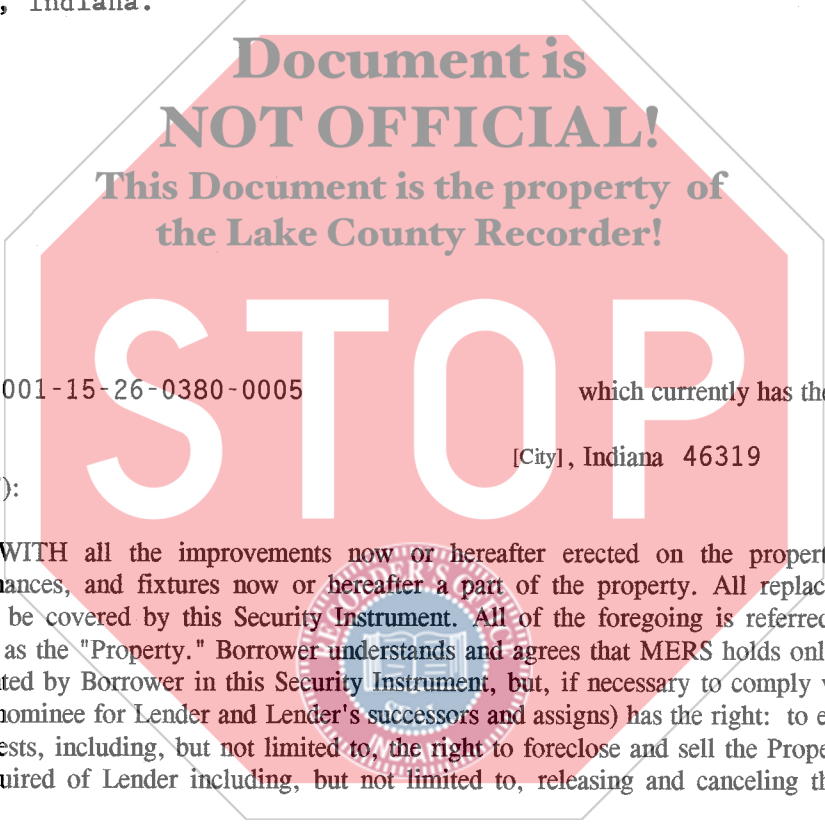 , Indiana.
Document is
NOT OFFICIAL!
This Document is the property of
the Lake County Recorder!
STOP
001-15-26-0380-0005 which currently has the
[City], Indiana 46319
):
WITH all the improvements now or hereafter erected on the propert
nances, and fixtures now or hereafter a part of the property. All replac
be covered by this Security Instrument. All of the foregoing is referred
as the "Property." Borrower understands and agrees that MERS holds onl
ted by Borrower in this Security Instrument, but, if necessary to comply
nominee for Lender and Lender's successors and assigns) has the right: to e
ests, including, but not limited to, the right to foreclose and sell the Prope
uired of Lender including, but not limited to, releasing and canceling th
SEAL
INDIANA